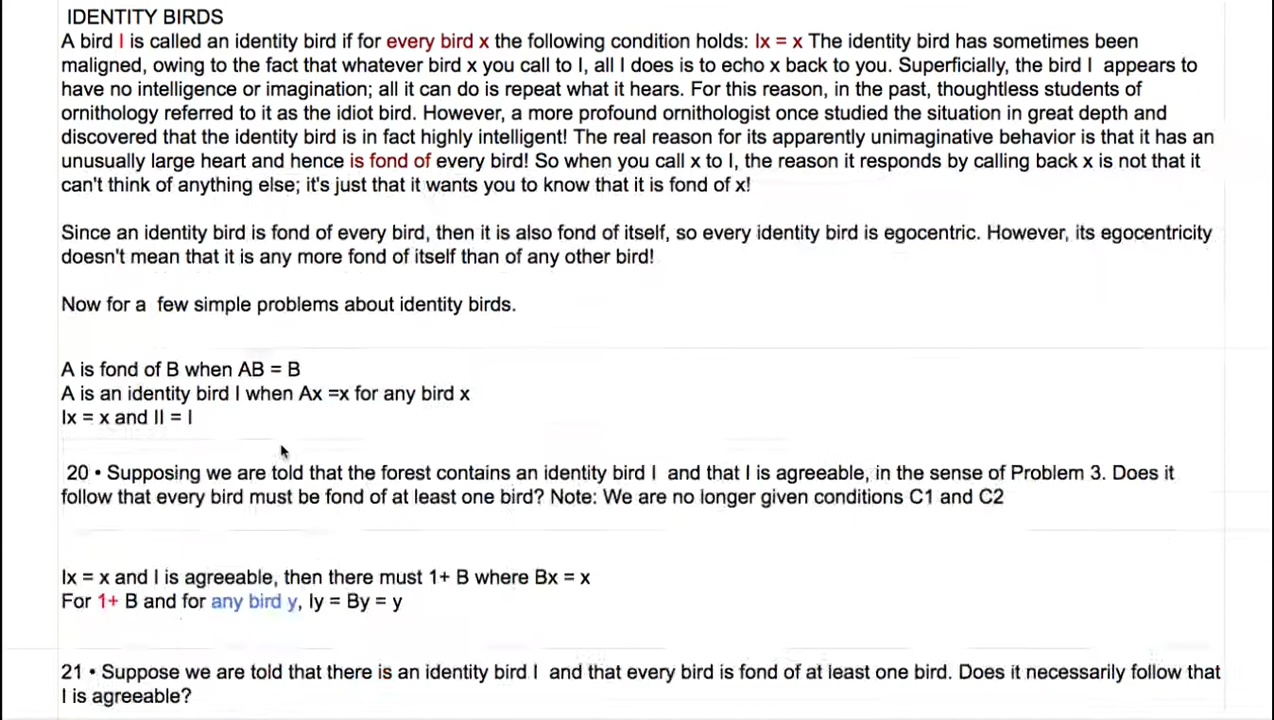 IDENTITY BIRDS
A bird I is called an identity bird if for every bird x the following condition holds: Ix = x The identity bird has sometimes been
maligned, owing to the fact that whatever bird x you call to I, all I does is to echo x back to you. Superficially, the bird I appears to
have no intelligence or imagination; all it can do is repeat what it hears. For this reason, in the past, thoughtless students of
ornithology referred to it as the idiot bird. However, a more profound ornithologist once studied the situation in great depth and
discovered that the identity bird is in fact highly intelligent! The real reason for its apparently unimaginative behavior is that it has an
unusually large heart and hence is fond of every bird! So when you call x to I, the reason it responds by calling back x is not that it
can't think of anything else; it's just that it wants you to know that it is fond of x!
Since an identity bird is fond of every bird, then it is also fond of itself, so every identity bird is egocentric. However, its egocentricity
doesn't mean that it is any more fond of itself than of any other bird!
Now for a few simple problems about identity birds.
A is fond of B when AB = B
A is an identity bird I when Ax =x for any bird x
Ix = x and II = I
20 • Supposing we are told that the forest contains an identity bird I and that I is agreeable, in the sense of Problem 3. Does it
follow that every bird must be fond of at least one bird? Note: We are no longer given conditions C1 and C2
Ix = x and I is agreeable, then there must 1+ B where Bx = x
For 1+ B and for any bird y, Iy = By = y
21 • Suppose we are told that there is an identity bird I and that every bird is fond of at least one bird. Does it necessarily follow that
I is agreeable?